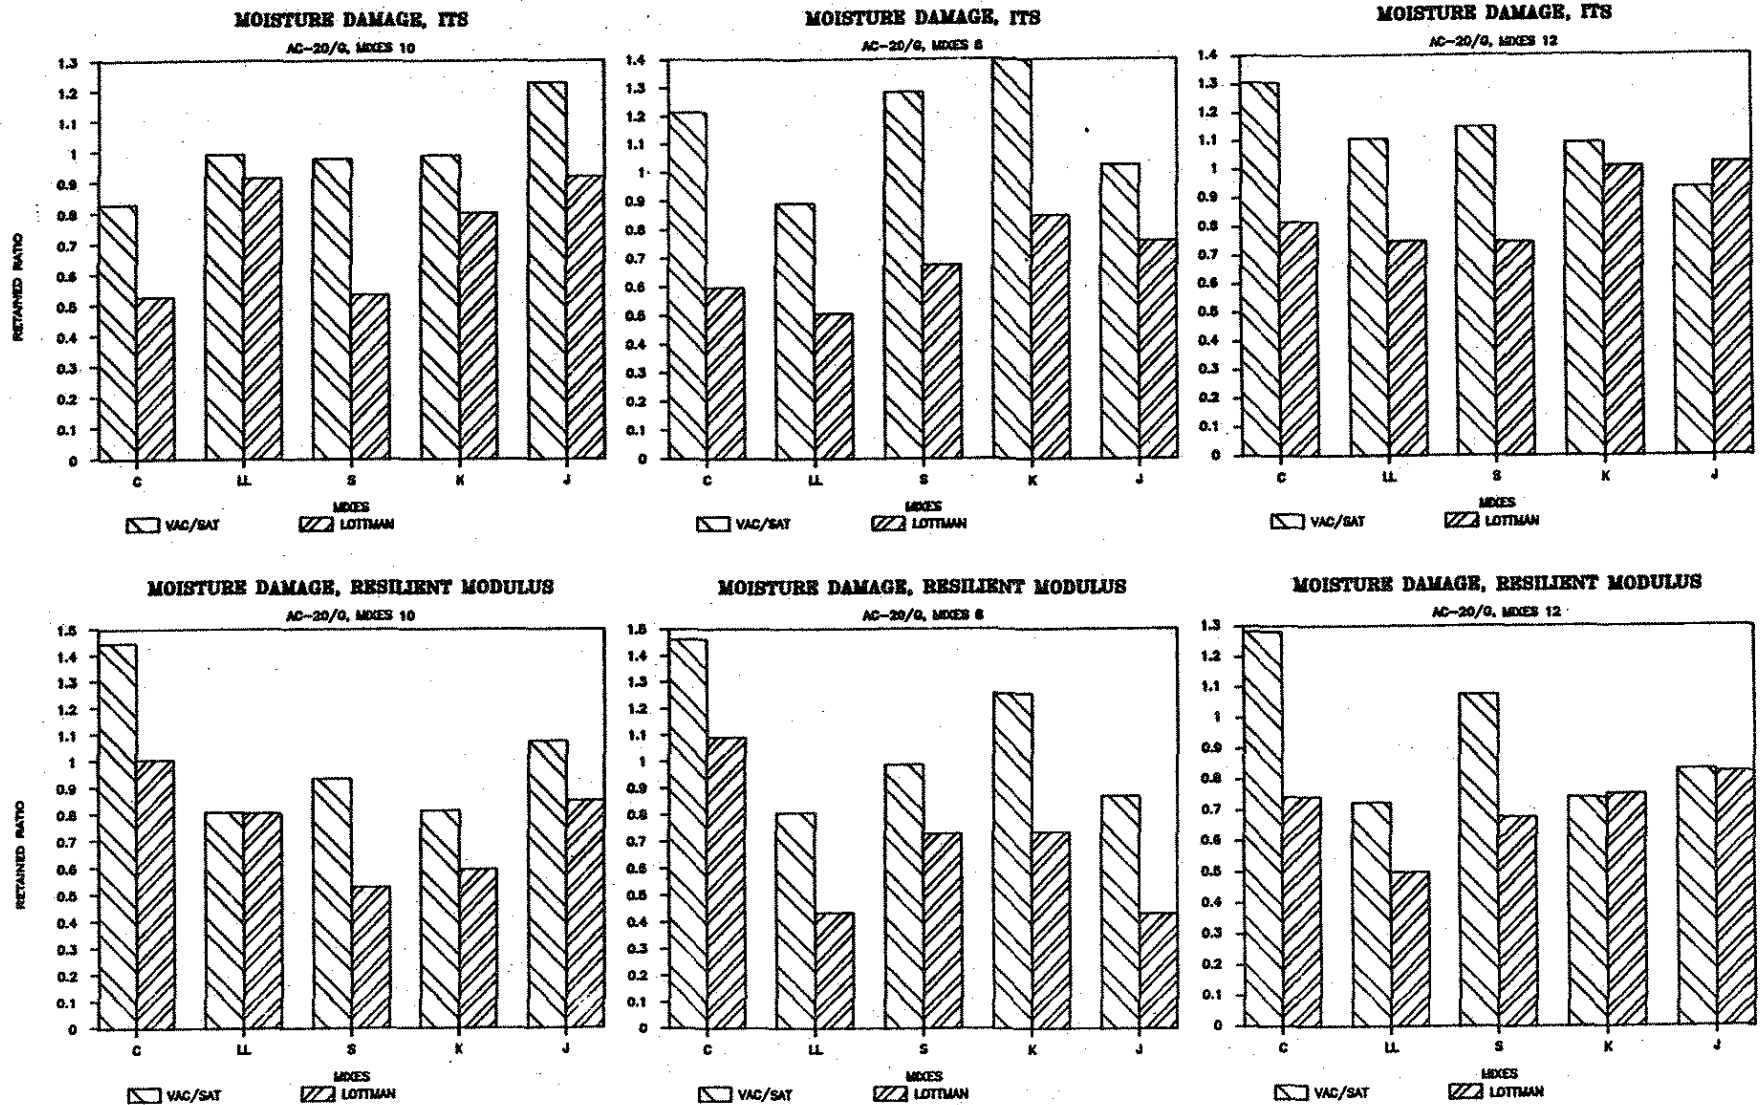 MOISTURE DAMAGE, ITS
AC-20/G, MIXES 10
RETAINED RATIO
1.3
1.2
1.1
1
0.9
0.8
0.7
0.6
0.5
0.4
0.3
0.2
0.1
0
C LL S K J
MIXES
VAC/SAT LOTTMAN
MOISTURE DAMAGE, ITS
AC-20/G, MIXES 6
1.4
1.3
1.2
1.1
1
0.9
0.8
0.7
0.6
0.5
0.4
0.3
0.2
0.1
0
C LL S K J
MIXES
VAC/SAT LOTTMAN
MOISTURE DAMAGE, ITS
AC-20/G, MIXES 12
1.4
1.3
1.2
1.1
1
0.9
0.8
0.7
0.6
0.5
0.4
0.3
0.2
0.1
0
C LL S K J
MIXES
VAC/SAT LOTTMAN
MOISTURE DAMAGE, RESILIENT MODULUS
AC-20/G, MIXES 10
RETAINED RATIO
1.5
1.4
1.3
1.2
1.1
1
0.9
0.8
0.7
0.6
0.5
0.4
0.3
0.2
0.1
0
C LL S K J
MIXES
VAC/SAT LOTTMAN
MOISTURE DAMAGE, RESILIENT MODULUS
AC-20/G, MIXES 6
1.5
1.4
1.3
1.2
1.1
1
0.9
0.8
0.7
0.6
0.5
0.4
0.3
0.2
0.1
0
C LL S K J
MIXES
VAC/SAT LOTTMAN
MOISTURE DAMAGE, RESILIENT MODULUS
AC-20/G, MIXES 12
1.3
1.2
1.1
1
0.9
0.8
0.7
0.6
0.5
0.4
0.3
0.2
0.1
0
C LL S K J
MIXES
VAC/SAT LOTTMAN